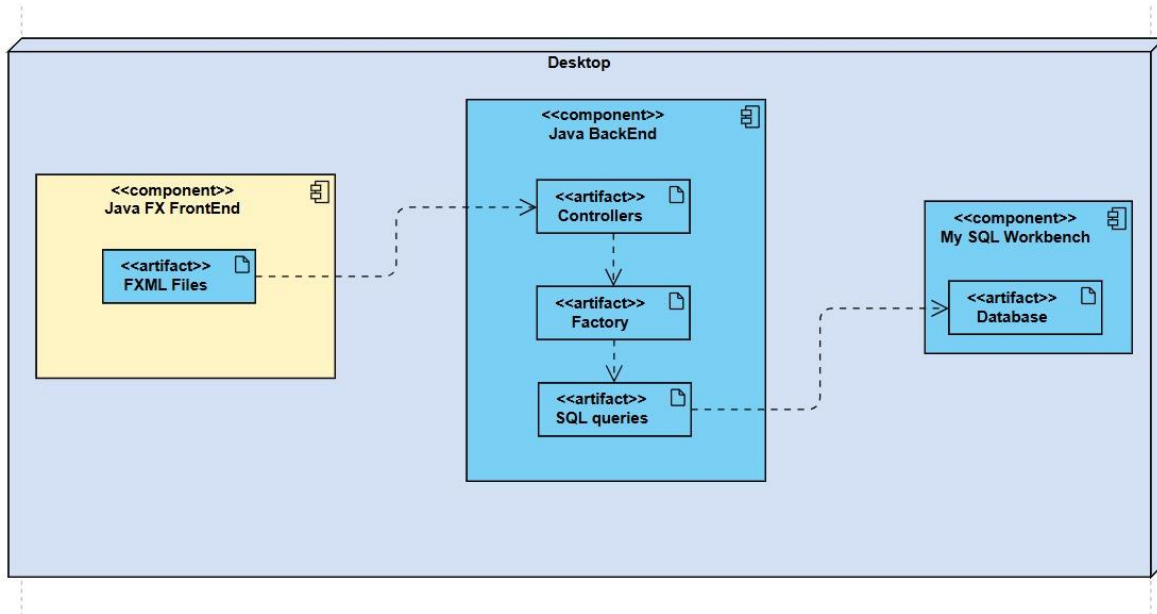 Desktop
<<component>>
Java FX FrontEnd
<<artifact>>
FXML Files
<<component>>
Java BackEnd
<<artifact>>
Controllers
<<artifact>>
Factory
<<artifact>>
SQL queries
<<component>>
My SQL Workbench
<<artifact>>
Database